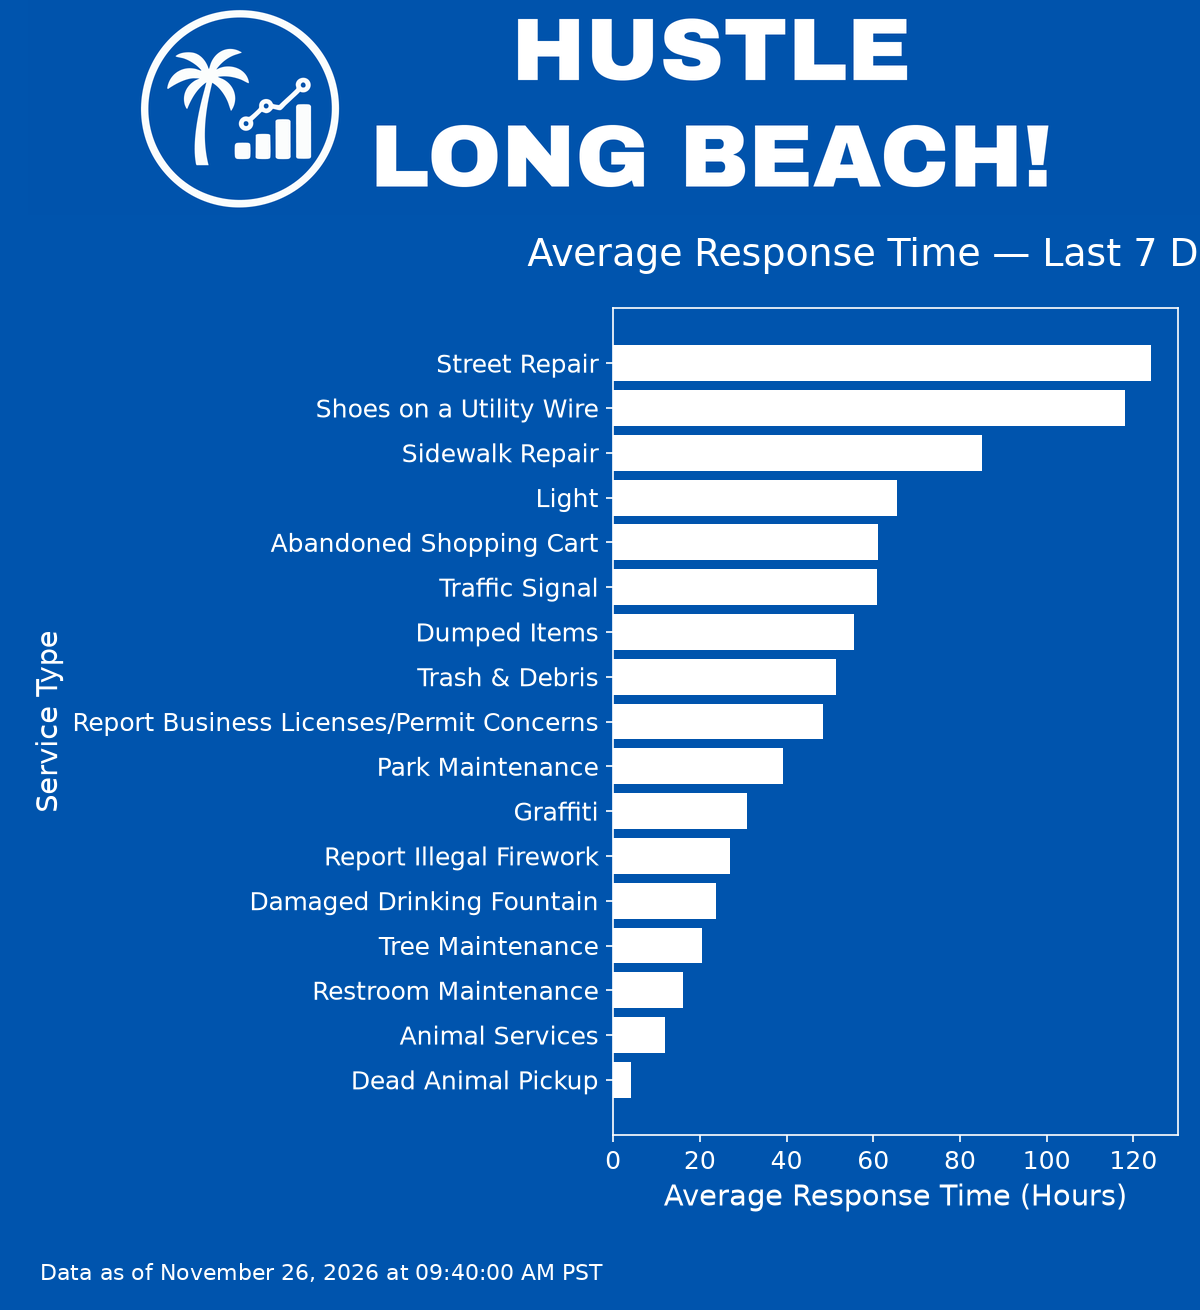 HUSTLE
LONG BEACH!
Average Response Time — Last 7 D
Street Repair
Shoes on a Utility Wire
Sidewalk Repair
Light
Abandoned Shopping Cart
Traffic Signal
Dumped Items
Trash & Debris
Report Business Licenses/Permit Concerns
Park Maintenance
Graffiti
Report Illegal Firework
Damaged Drinking Fountain
Tree Maintenance
Restroom Maintenance
Animal Services
Dead Animal Pickup
Service Type
0 20 40 60 80 100 120
Average Response Time (Hours)
Data as of November 26, 2026 at 09:40:00 AM PST